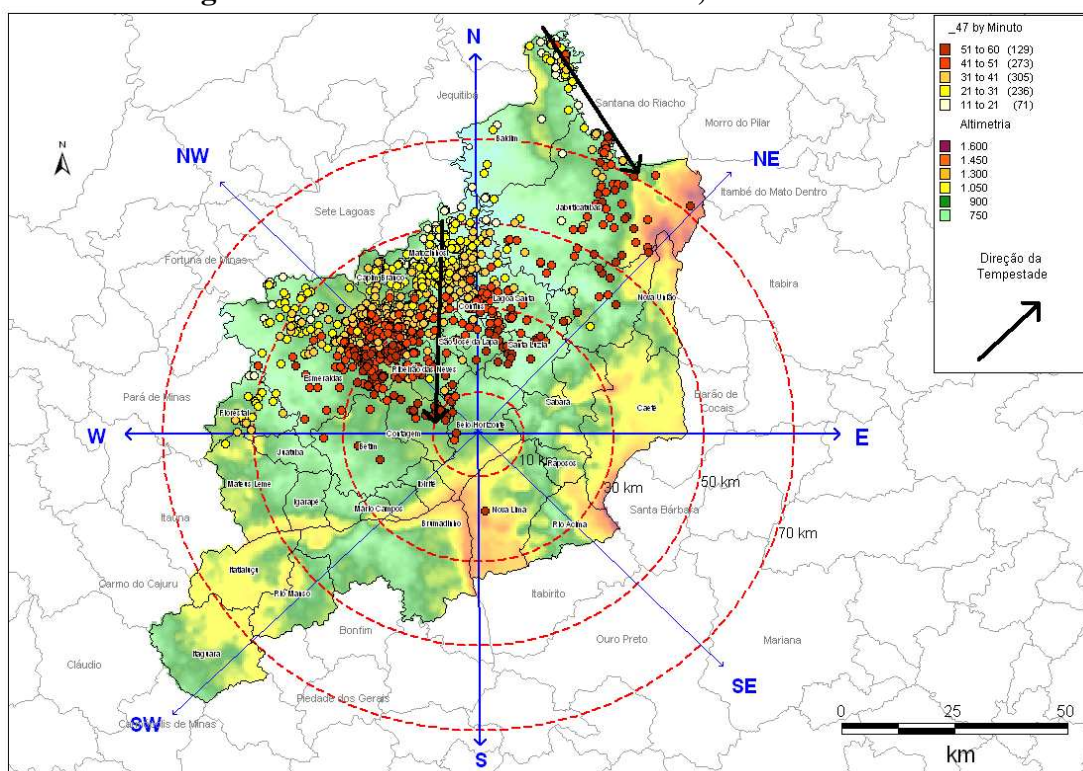 N
_47 by Minuto
51 to 60 (129)
41 to 51 (273)
31 to 41 (305)
21 to 31 (236)
11 to 21 (71)
Altimetria
1.600
1.450
1.300
1.050
900
750
Direção da
Tempestade
Jequitibá
Santana do Riacho
Morro do Pilar
N
Baldim
NW
NE
Itambé do Mato Dentro
Sete Lagoas
Jaboticatubas
Fortuna de Minas
Matozinhos
Capim Branco
Itabira
Nova União
Lagoa Santa
Confins
São José da Lapa
Santa Luzia
Ribeirão das Neves
Esmeraldas
Pará de Minas
Barão de
Cocais
Florestal
Sabará
Caeté
W
Belo Horizonte
E
Contagem
Betim
Juatuba
10 km
Raposos
Mateus Leme
Ibirité
30 km
50 km
Igarapé
Mário Campos
Nova Lima
Santa Bárbara
Itaúna
Brumadinho
Rio Acima
70 km
Itatiaiuçu
Carmo do Cajuru
Rio Manso
Itabirito
Bonfim
Ouro Preto
Mariana
Itaguara
Cláudio
SE
Piedade dos Gerais
SW
S
0 25 50
km